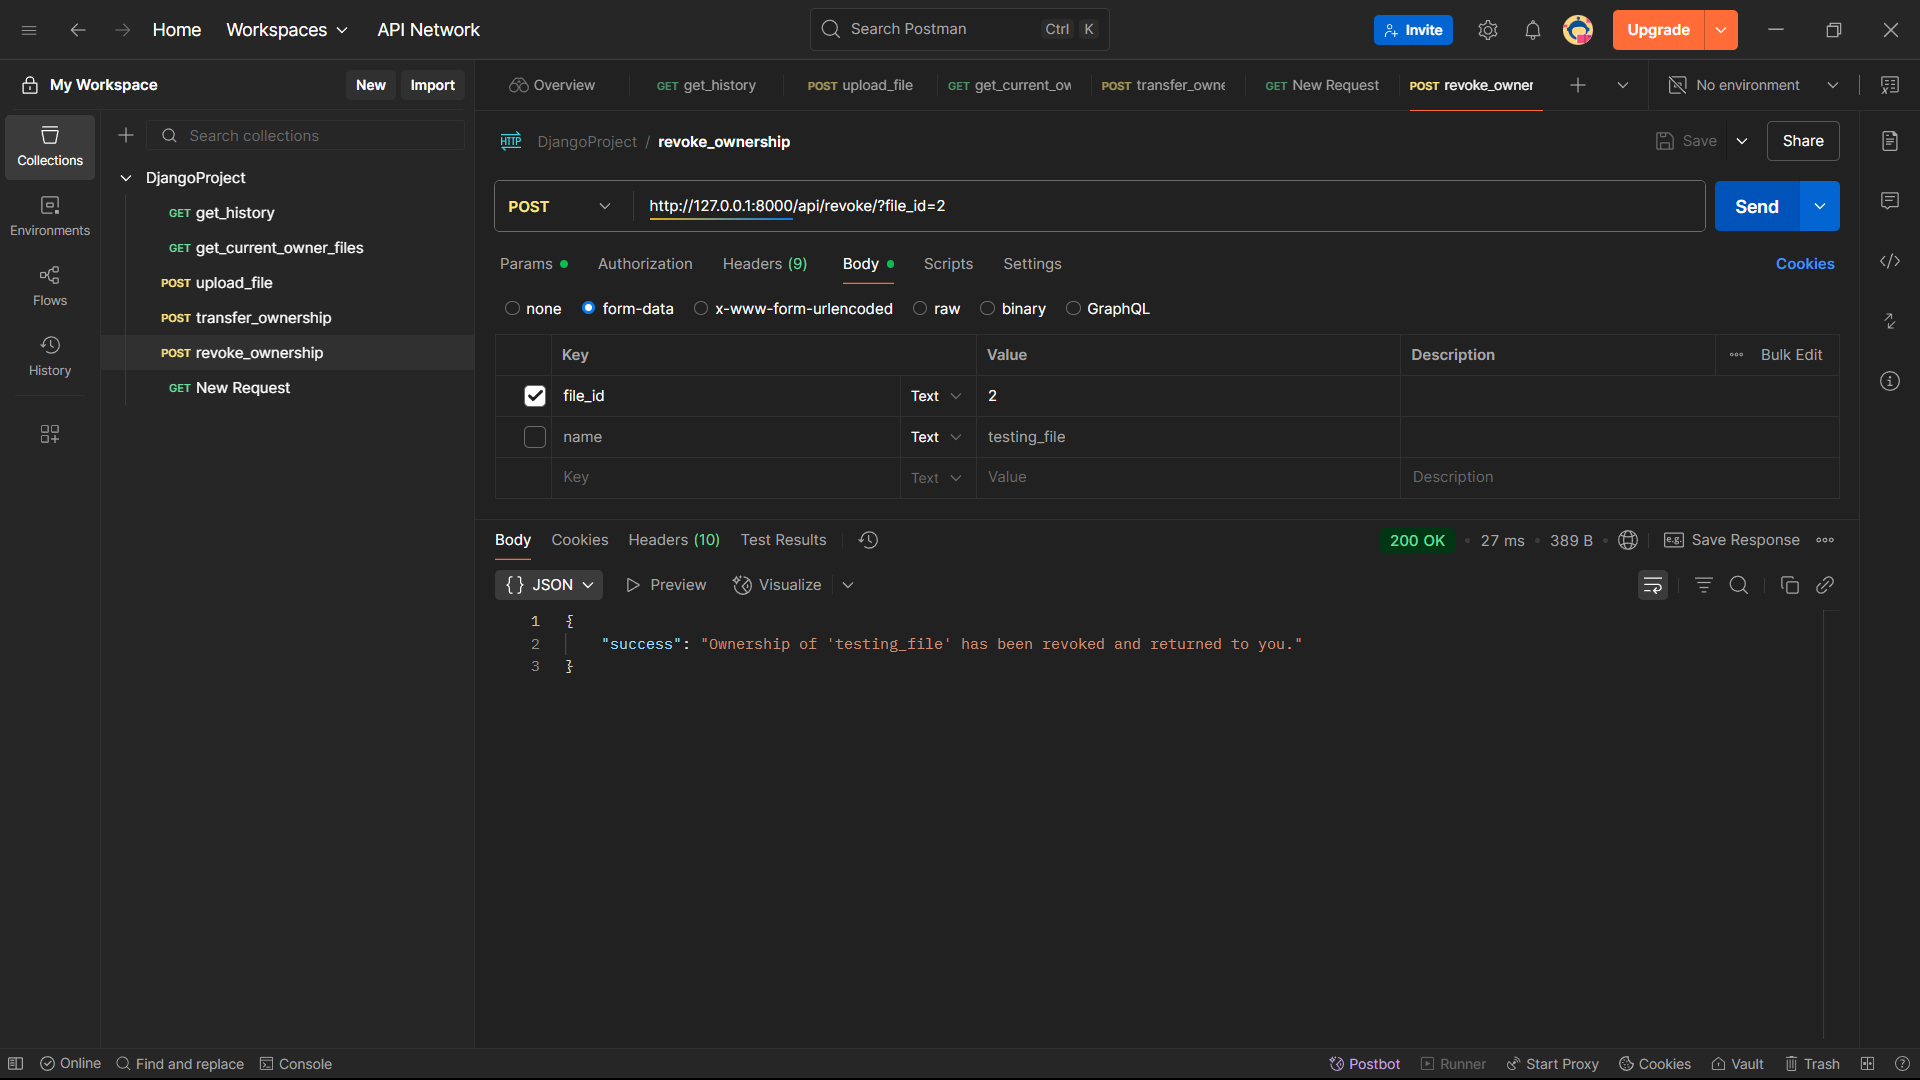 Home Workspaces API Network Search Postman Ctrl K Invite Upgrade
My Workspace New Import
Overview GET get_history POST upload_file GET get_current_ow POST transfer_owne GET New Request POST revoke_owner No environment
Collections
Environments
Flows
History
Search collections
DjangoProject
GET get_history
GET get_current_owner_files
POST upload_file
POST transfer_ownership
POST revoke_ownership
GET New Request
HTTP DjangoProject / revoke_ownership Save Share
POST http://127.0.0.1:8000/api/revoke/?file_id=2 Send
Params Authorization Headers (9) Body Scripts Settings Cookies
none form-data x-www-form-urlencoded raw binary GraphQL
Key Value Description Bulk Edit
file_id Text 2
name Text testing_file
Key Text Value Description
Body Cookies Headers (10) Test Results 200 OK 27 ms 389 B e.g. Save Response
{} JSON Preview Visualize
1 {
2 "success": "Ownership of 'testing_file' has been revoked and returned to you."
3 }
Online Find and replace Console Postbot Runner Start Proxy Cookies Vault Trash